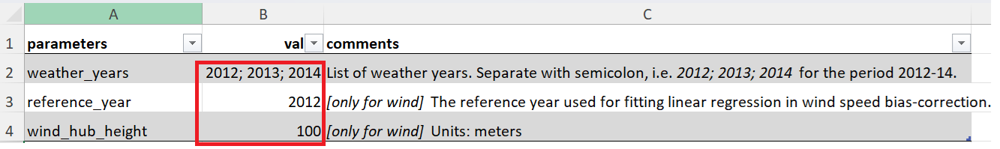 A B C
1 parameters val comments
2 weather_years 2012; 2013; 2014 List of weather years. Separate with semicolon, i.e. 2012; 2013; 2014 for the period 2012-14.
3 reference_year 2012 [only for wind] The reference year used for fitting linear regression in wind speed bias-correction.
4 wind_hub_height 100 [only for wind] Units: meters